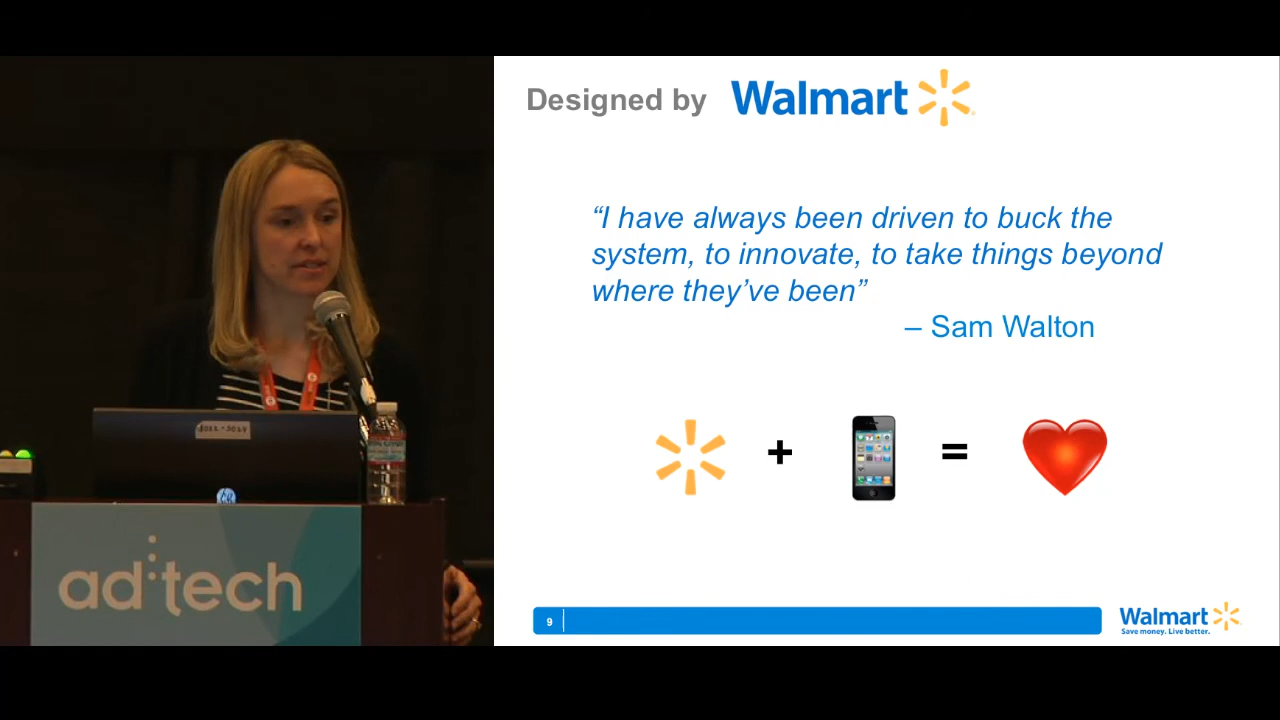 Designed by Walmart
“I have always been driven to buck the
system, to innovate, to take things beyond
where they’ve been”
– Sam Walton
+ =
ad:tech
hp
9
Walmart
Save money. Live better.